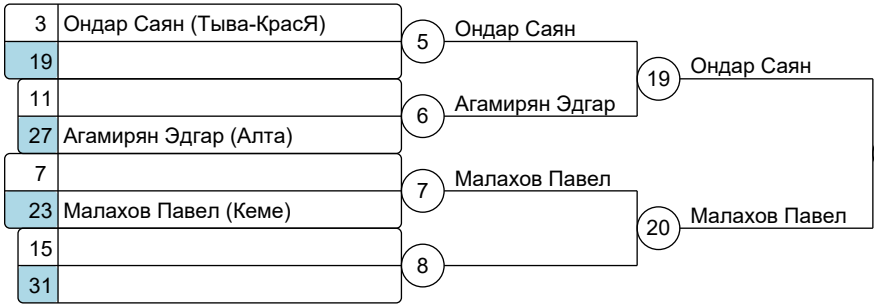 3 Ондар Саян (Тыва-КрасЯ)
19
5 Ондар Саян
11
27 Агамирян Эдгар (Алта)
6 Агамирян Эдгар
19 Ондар Саян
7
23 Малахов Павел (Кеме)
7 Малахов Павел
15
31
8
20 Малахов Павел